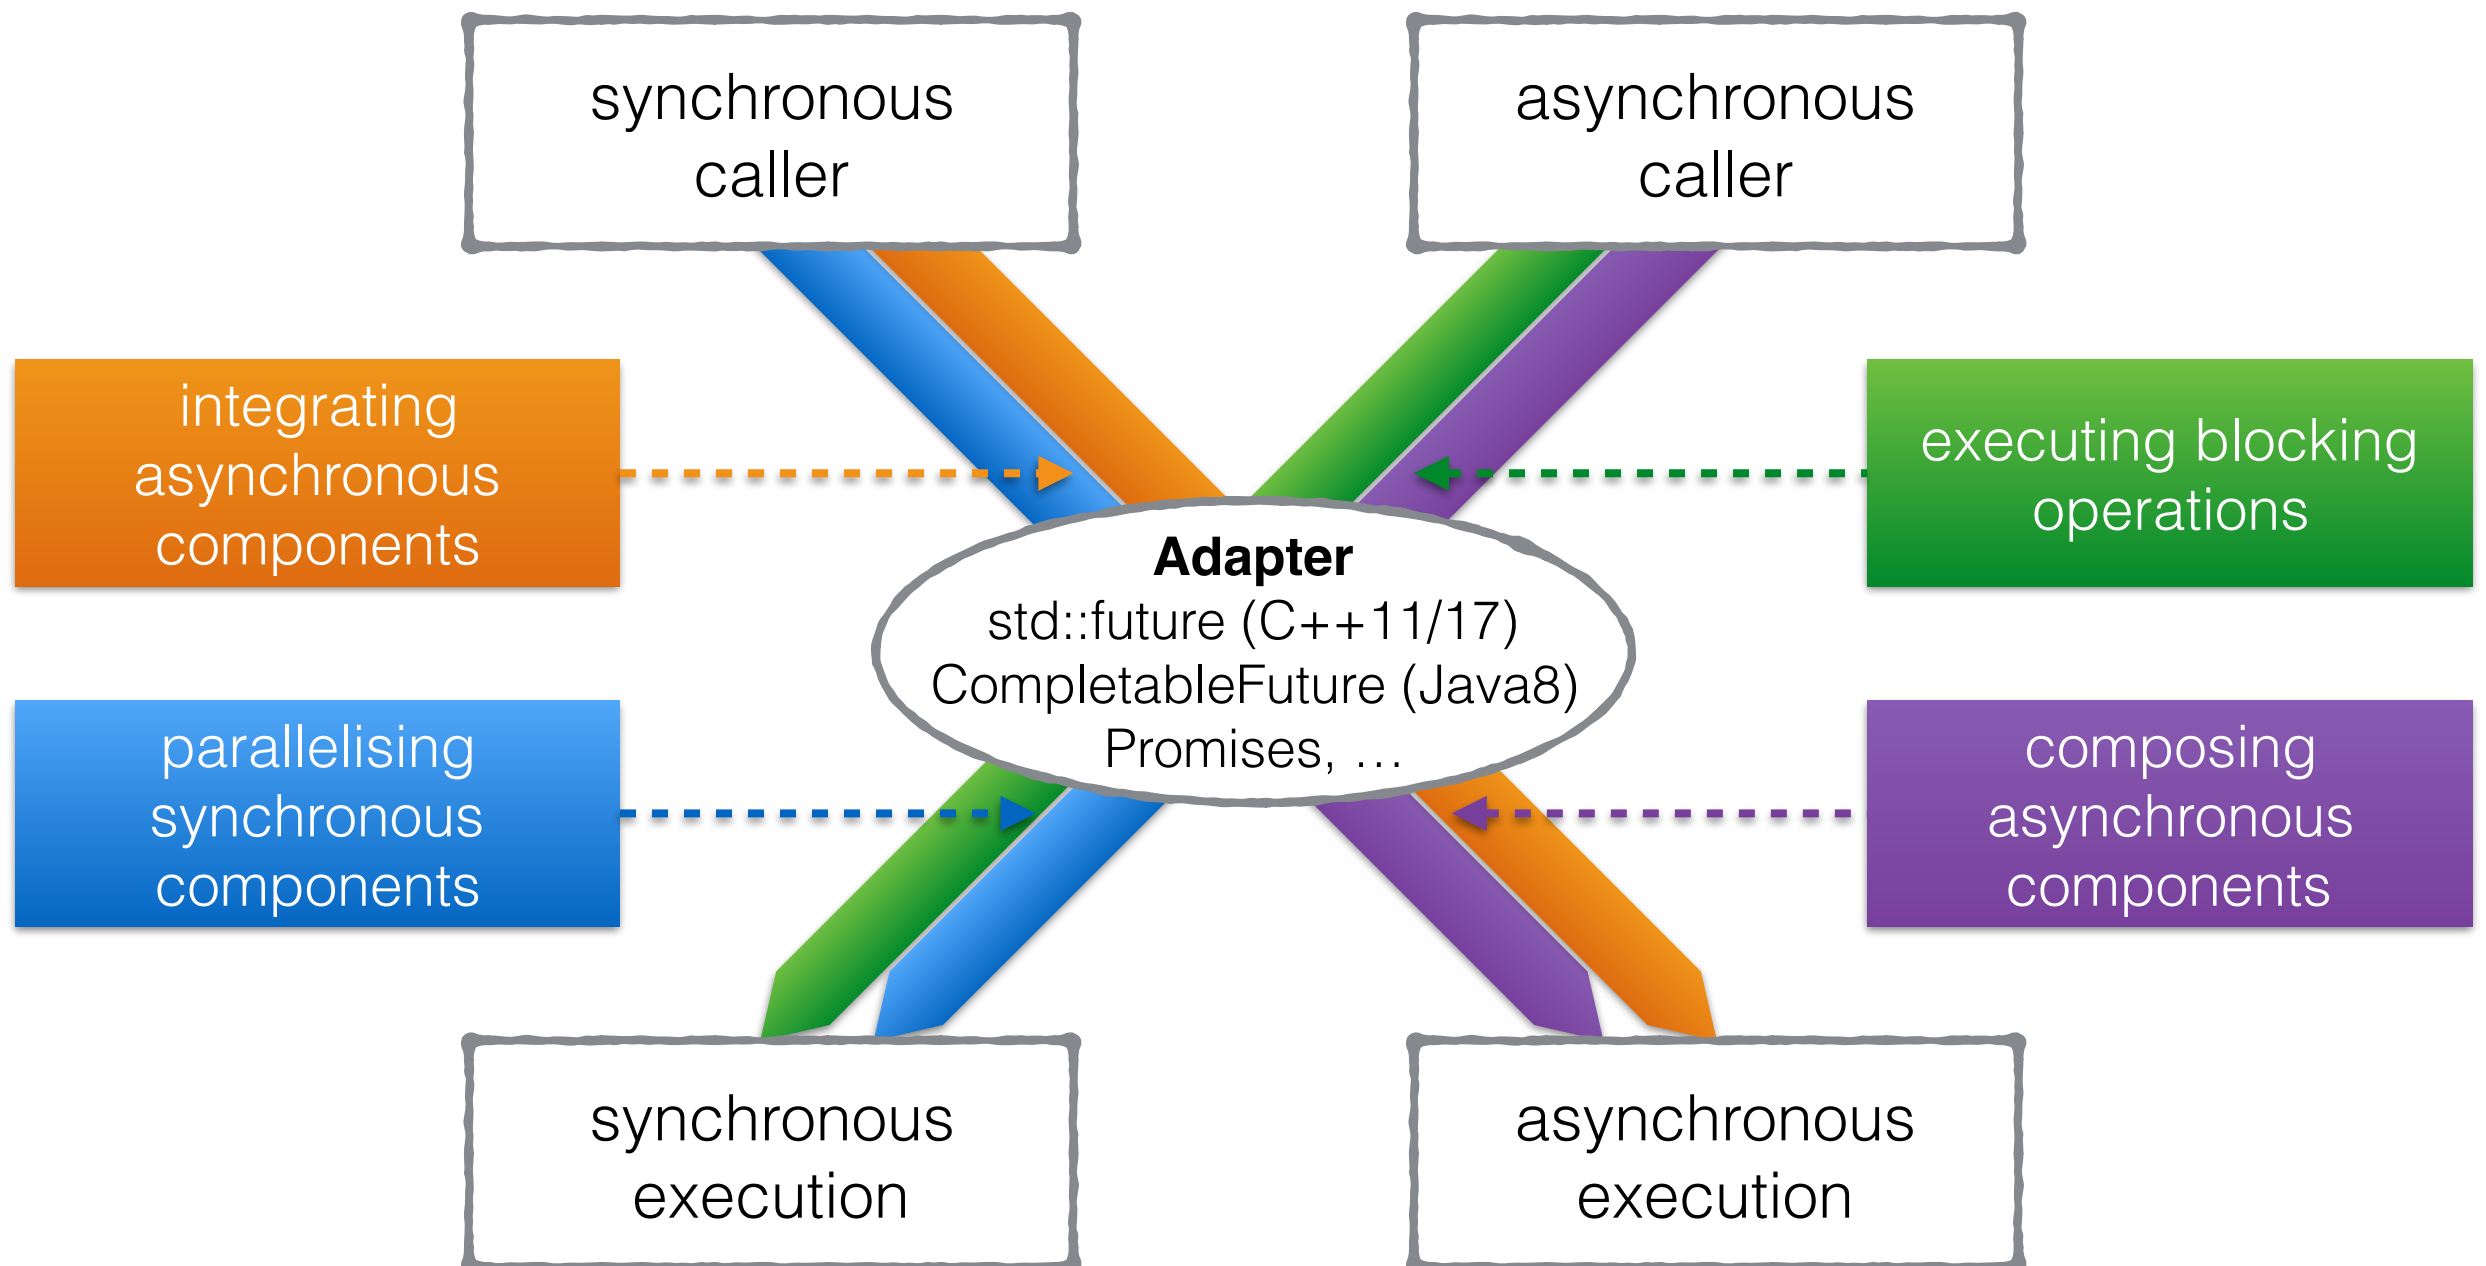 synchronous
caller
asynchronous
caller
integrating
asynchronous
components
executing blocking
operations
Adapter
std::future (C++11/17)
CompletableFuture (Java8)
Promises, …
parallelising
synchronous
components
composing
asynchronous
components
synchronous
execution
asynchronous
execution